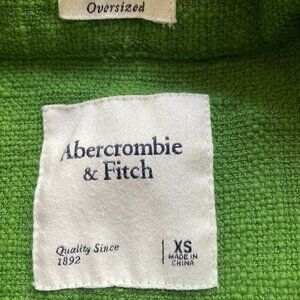 Oversized
Abercrombie
& Fitch
Quality Since
1892
XS
MADE IN
CHINA